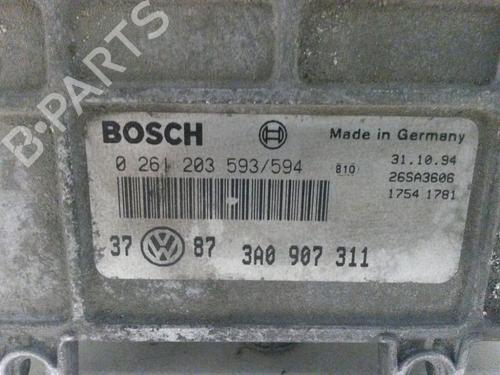 B-PARTS
BOSCH
Made in Germany
0 261 203 593/594
810
31.10.94
26SA3606
1754 1781
37 VW 87 3A0 907 311